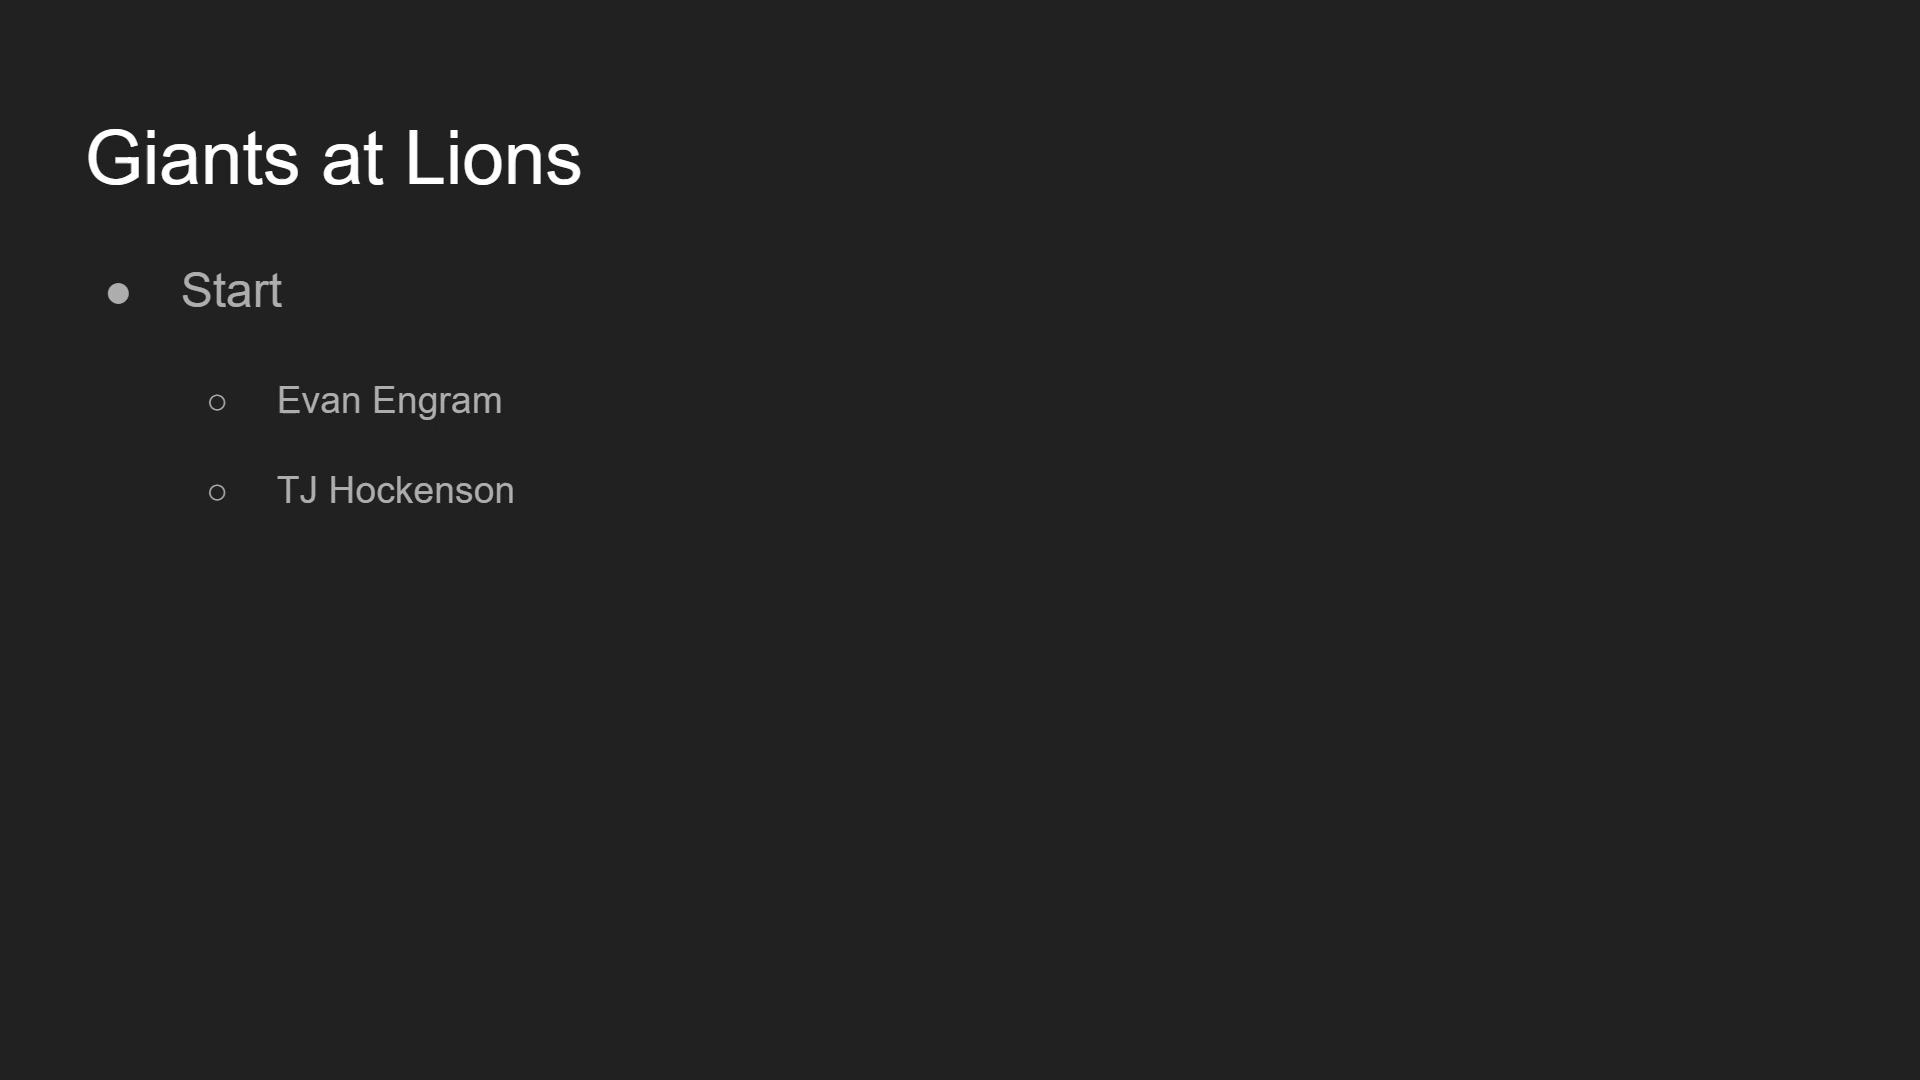 Giants at Lions
● Start
○ Evan Engram
○ TJ Hockenson